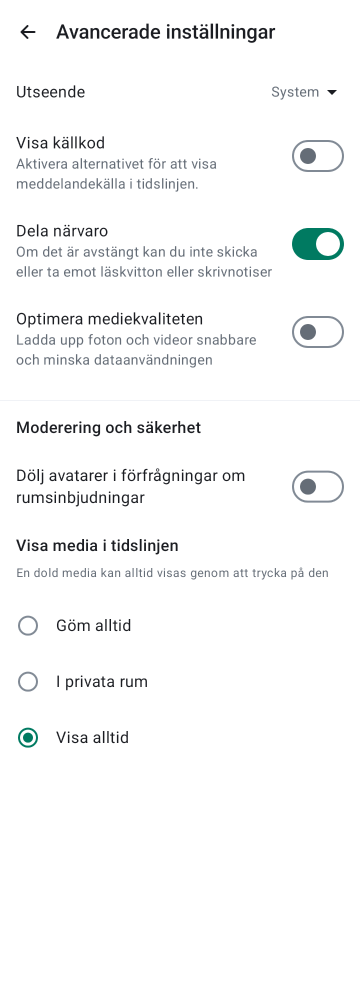 Avancerade inställningar
Utseende
System
Visa källkod
Aktivera alternativet för att visa
meddelandekälla i tidslinjen.
Dela närvaro
Om det är avstängt kan du inte skicka
eller ta emot läskvitton eller skrivnotiser
Optimera mediekvaliteten
Ladda upp foton och videor snabbare
och minska dataanvändningen
Moderering och säkerhet
Dölj avatarer i förfrågningar om
rumsinbjudningar
Visa media i tidslinjen
En dold media kan alltid visas genom att trycka på den
Göm alltid
I privata rum
Visa alltid